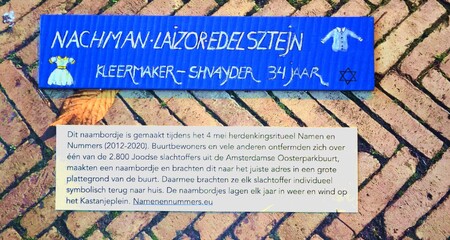 NACHMAN·LAIZOR EDELSZTEJN
KLEERMAKER – SHNAYDER 34 JAAR
Dit naambordje is gemaakt tijdens het 4 mei herdenkingsritueel Namen en
Nummers (2012-2020). Buurtbewoners en vele anderen ontfermden zich over
één van de 2.800 Joodse slachtoffers uit de Amsterdamse Oosterparkbuurt,
maakten een naambordje en brachten dit naar het juiste adres in een grote
plattegrond van de buurt. Daarmee brachten ze elk slachtoffer individueel
symbolisch terug naar huis. De naambordjes lagen elk jaar in weer en wind op
het Kastanjeplein. Namenennummers.eu